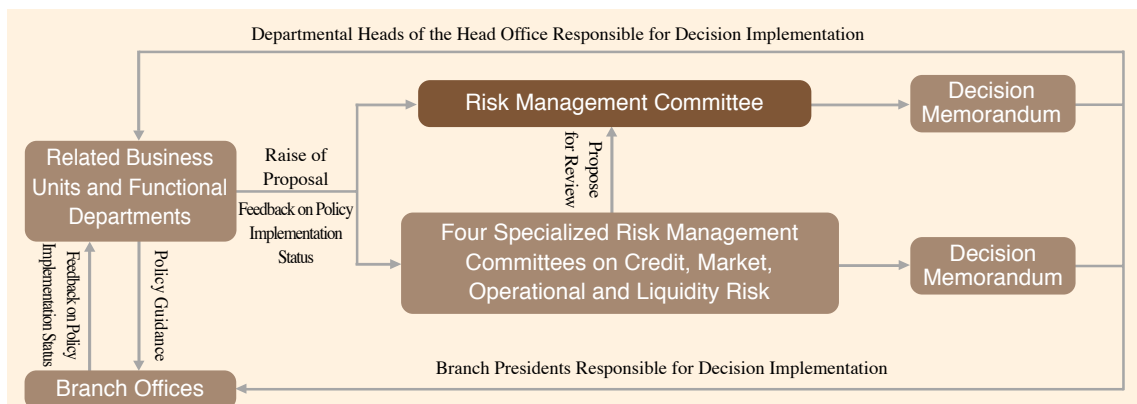 Departmental Heads of the Head Office Responsible for Decision Implementation
Risk Management Committee
Decision
Memorandum
Related Business
Units and Functional
Departments
Raise of
Proposal
Feedback on Policy
Implementation
Status
Propose
for Review
Four Specialized Risk Management
Committees on Credit, Market,
Operational and Liquidity Risk
Decision
Memorandum
Feedback on Policy
Implementation Status
Policy Guidance
Branch Presidents Responsible for Decision Implementation
Branch Offices